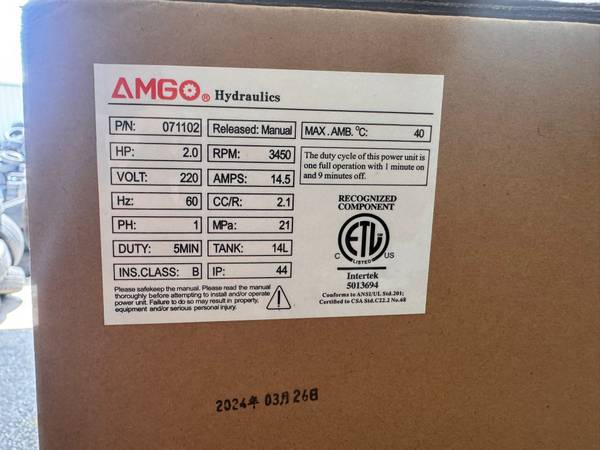 AMGO® Hydraulics
P/N: 071102 Released: Manual MAX. AMB. °C: 40
HP: 2.0 RPM: 3450
The duty cycle of this power unit is
one full operation with 1 minute on
and 9 minutes off.
VOLT: 220 AMPS: 14.5
Hz: 60 CC/R: 2.1
PH: 1 MPa: 21
DUTY: 5MIN TANK: 14L
INS.CLASS: B IP: 44
RECOGNIZED
COMPONENT
ETL
C LISTED US
Intertek
5013694
Conforms to ANSI/UL Std.201;
Certified to CSA Std.C22.2 No.68
Please safekeep the manual. Please read the manual
thoroughly before attempting to install and/or operate
power unit. Failure to do so may result in property,
equipment and/or serious personal injury.
2024年 03月 26日